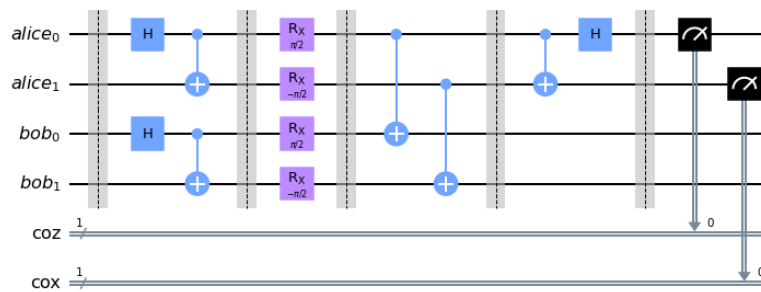 alice₀ H Rx π/2 H
alice₁ Rx -π/2
bob₀ H Rx π/2
bob₁ Rx -π/2
coz 1 0
cox 1 0